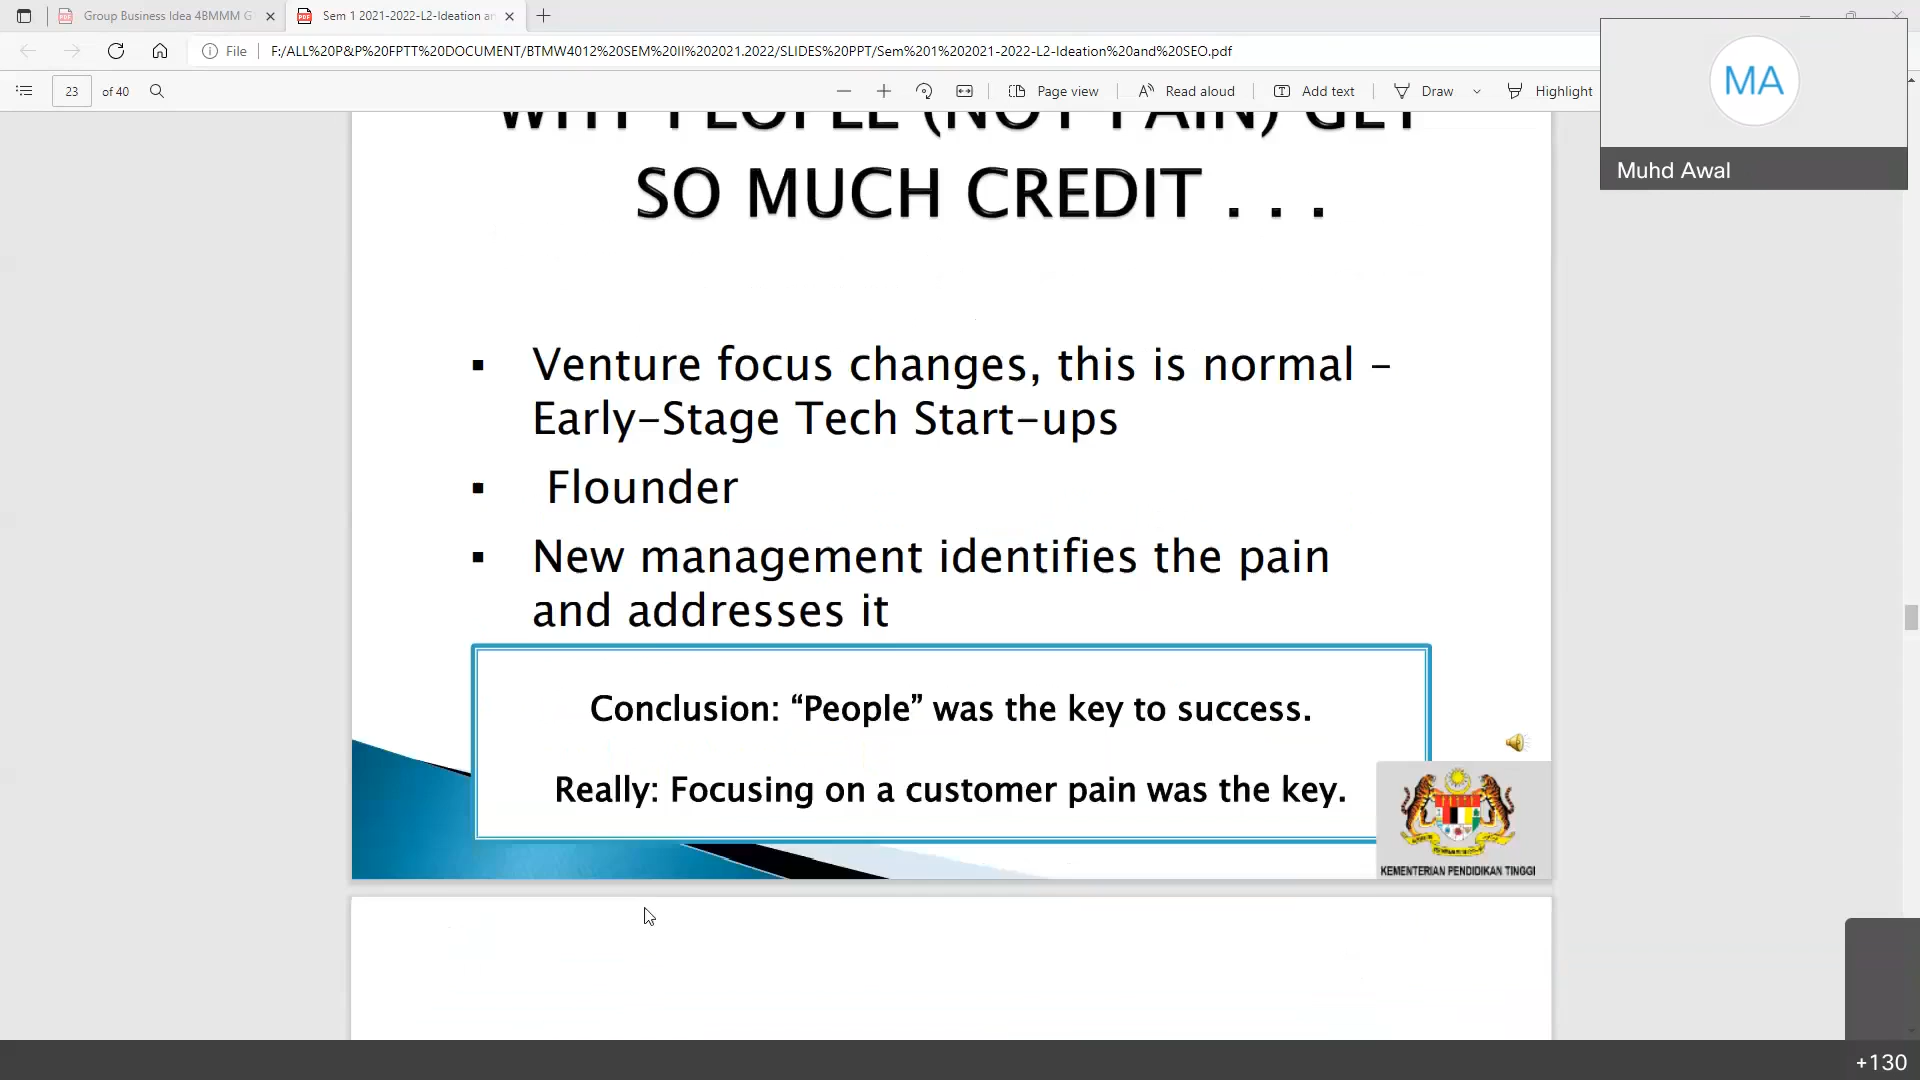 Group Business Idea 4BMMM G
Sem 1 2021-2022-L2-Ideation an
File
F:/ALL%20P&P%20FPTT%20DOCUMENT/BTMW4012%20SEM%20II%202021.2022/SLIDES%20PPT/Sem%201%202021-2022-L2-Ideation%20and%20SEO.pdf
23 of 40
Page view
Read aloud
Add text
Draw
Highlight
MA
Muhd Awal
WHY PEOPLE (NOT PAIN) GET
SO MUCH CREDIT . . .
▪ Venture focus changes, this is normal –
Early-Stage Tech Start-ups
▪ Flounder
▪ New management identifies the pain
and addresses it
Conclusion: “People” was the key to success.
Really: Focusing on a customer pain was the key.
KEMENTERIAN PENDIDIKAN TINGGI
+130